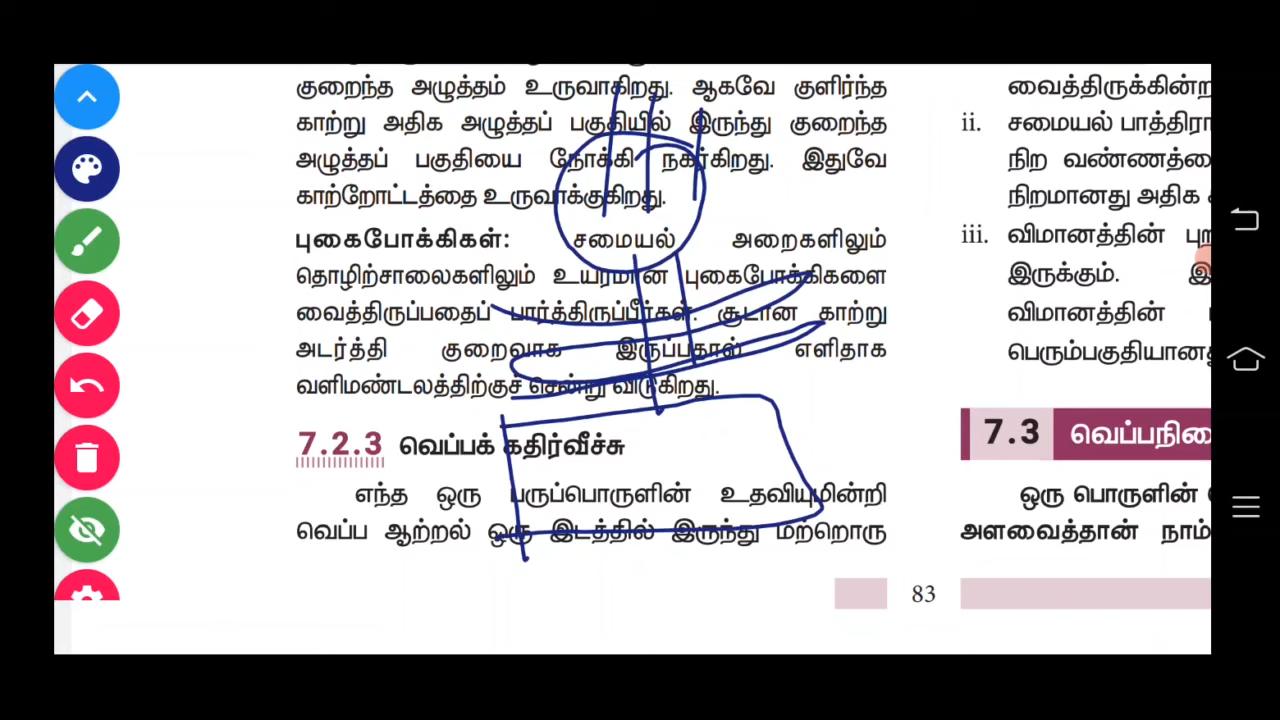 குறைந்த அழுத்தம் உருவாகிறது. ஆகவே குளிர்ந்த
காற்று அதிக அழுத்தப் பகுதியில் இருந்து குறைந்த
அழுத்தப் பகுதியை நோக்கி நகர்கிறது. இதுவே
காற்றோட்டத்தை உருவாக்குகிறது.
புகைபோக்கிகள்: சமையல் அறைகளிலும்
தொழிற்சாலைகளிலும் உயரமான புகைபோக்கிகளை
வைத்திருப்பதைப் பார்த்திருப்பீர்கள். சூடான காற்று
அடர்த்தி குறைவாக இருப்பதால் எளிதாக
வளிமண்டலத்திற்குச் சென்று விடுகிறது.
7.2.3 வெப்பக் கதிர்வீச்சு
எந்த ஒரு பருப்பொருளின் உதவியுமின்றி
வெப்ப ஆற்றல் ஒரு இடத்தில் இருந்து மற்றொரு
வைத்திருக்கின்ற
ii. சமையல் பாத்திரா
நிற வண்ணத்தை
நிறமானது அதிக
iii. விமானத்தின் புற
இருக்கும்.
விமானத்தின்
பெரும்பகுதியானது
7.3 வெப்பநிலை
ஒரு பொருளின்
அளவைத்தான் நாம்
83